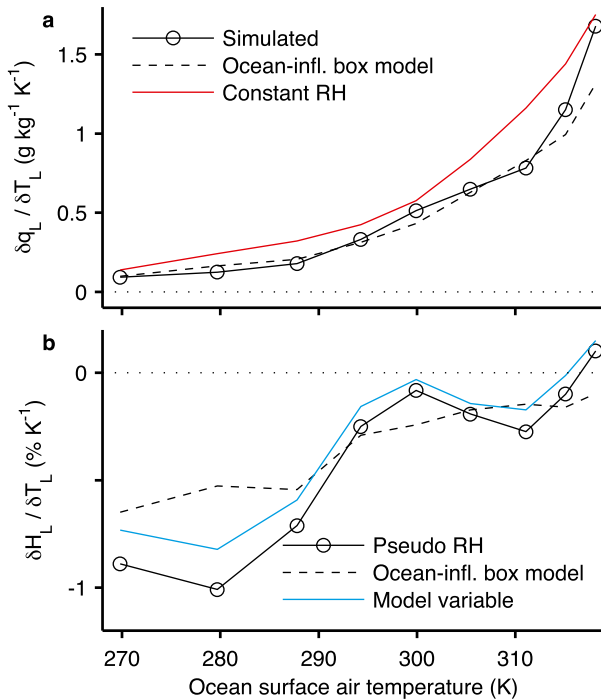 a
Simulated
Ocean-infl. box model
Constant RH
1.5
1
0.5
0
δq_L / δT_L (g kg⁻¹ K⁻¹)
b
0
-1
δH_L / δT_L (% K⁻¹)
Pseudo RH
Ocean-infl. box model
Model variable
270 280 290 300 310
Ocean surface air temperature (K)